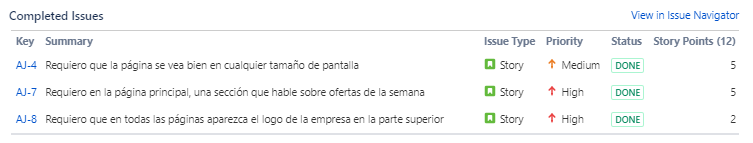 Completed Issues View in Issue Navigator
Key Summary Issue Type Priority Status Story Points (12)
AJ-4 Requiero que la página se vea bien en cualquier tamaño de pantalla Story Medium DONE 5
AJ-7 Requiero en la página principal, una sección que hable sobre ofertas de la semana Story High DONE 5
AJ-8 Requiero que en todas las páginas aparezca el logo de la empresa en la parte superior Story High DONE 2